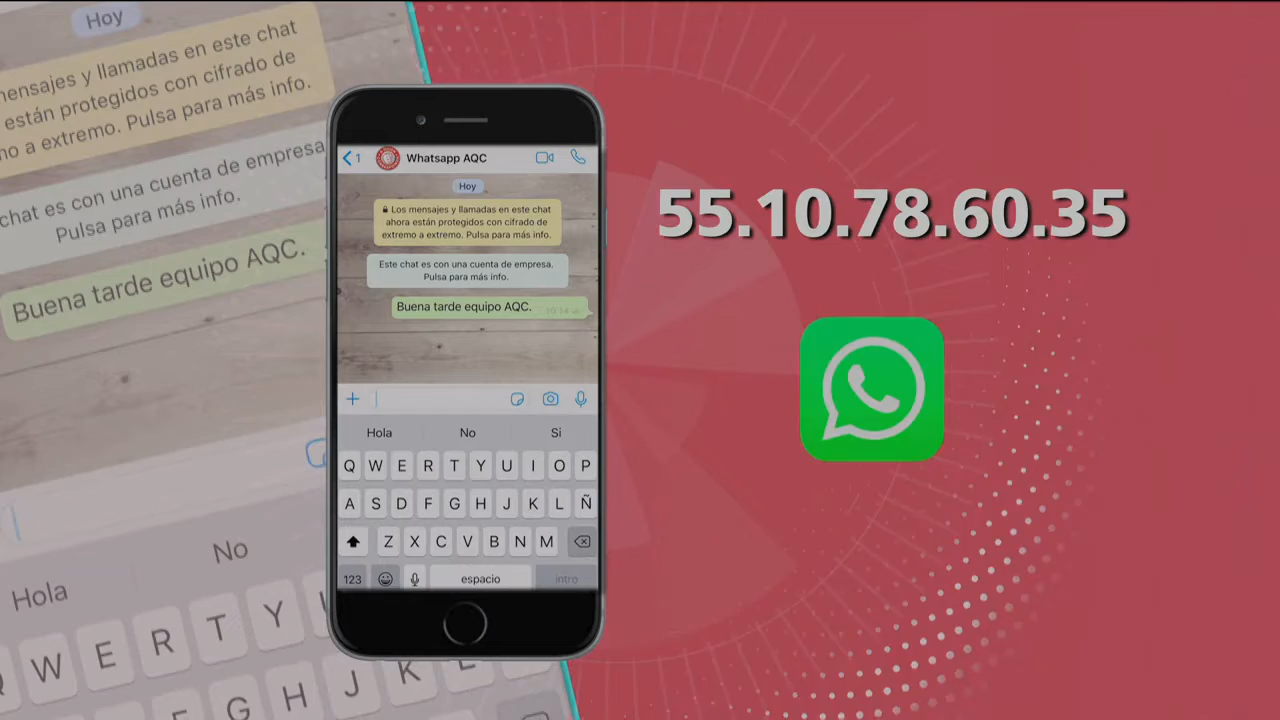 Hoy
mensajes y llamadas en este chat
están protegidos con cifrado de
mo a extremo. Pulsa para más info.
chat es con una cuenta de empresa
Pulsa para más info.
Buena tarde equipo AQC.
No
Hola
W E R T Y
G H J K L
1 Whatsapp AQC
Hoy
Los mensajes y llamadas en este chat
ahora están protegidos con cifrado de
extremo a extremo. Pulsa para más info.
Este chat es con una cuenta de empresa.
Pulsa para más info.
Buena tarde equipo AQC.
Hola No Si
Q W E R T Y U I O P
A S D F G H J K L Ñ
Z X C V B N M
123 espacio intro
55.10.78.60.35